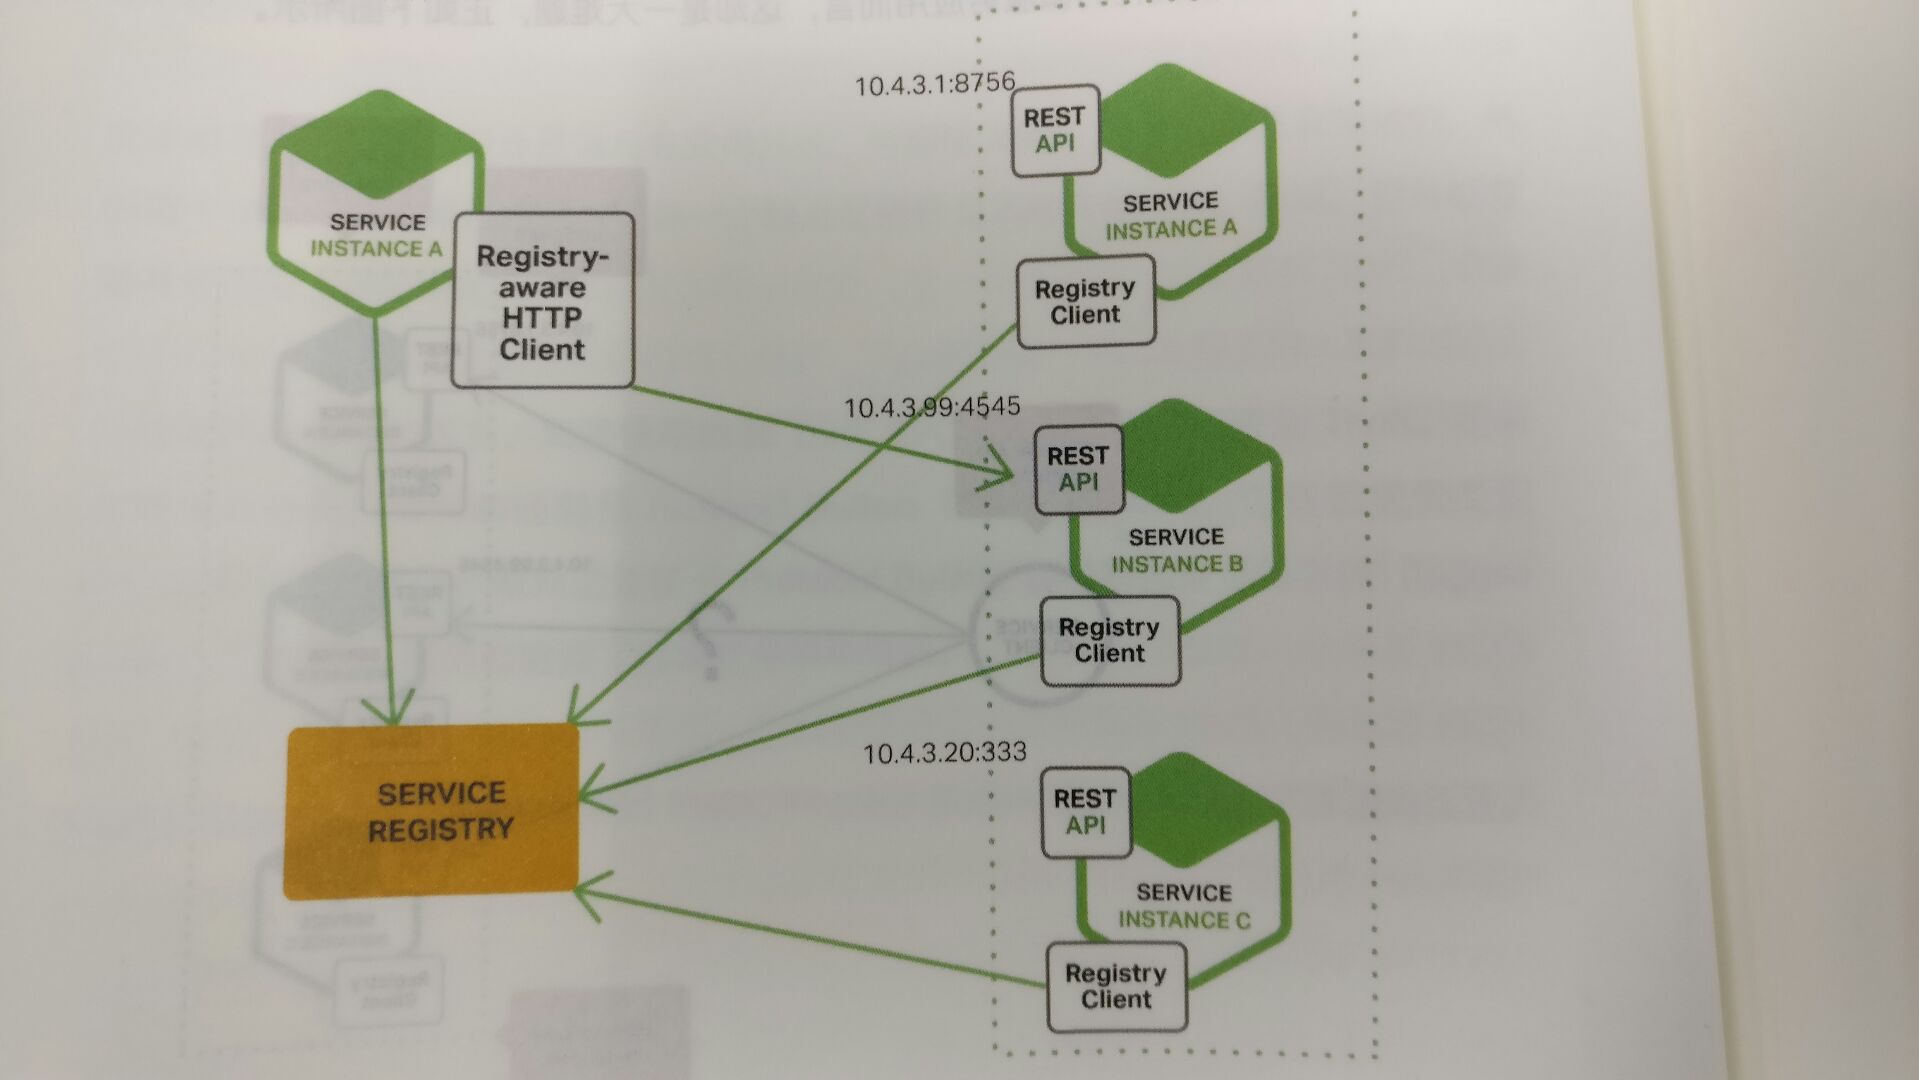 SERVICE
INSTANCE A
Registry-
aware
HTTP
Client
SERVICE
REGISTRY
10.4.3.1:8756
REST
API
SERVICE
INSTANCE A
Registry
Client
10.4.3.99:4545
REST
API
SERVICE
INSTANCE B
Registry
Client
10.4.3.20:333
REST
API
SERVICE
INSTANCE C
Registry
Client